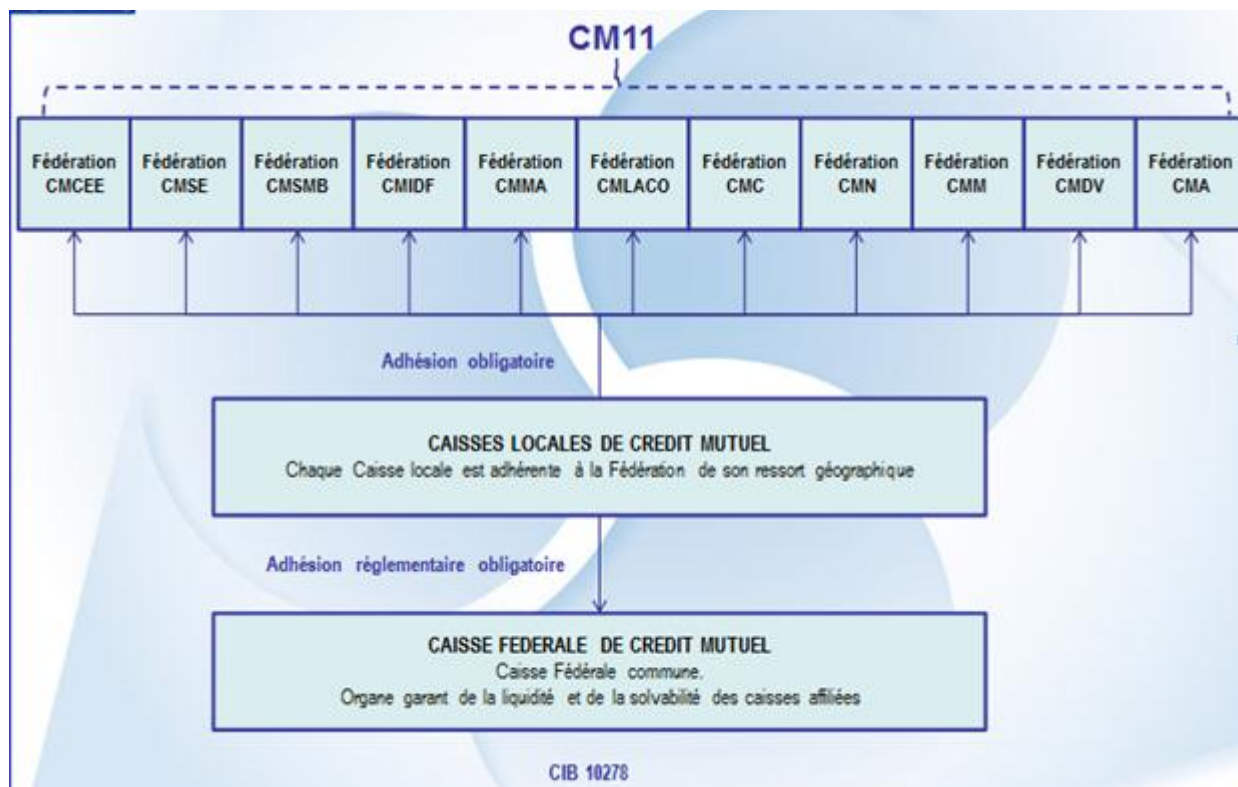 CM11
Fédération CMCEE
Fédération CMSE
Fédération CMSMB
Fédération CMIDF
Fédération CMMA
Fédération CMLACO
Fédération CMC
Fédération CMN
Fédération CMM
Fédération CMDV
Fédération CMA
Adhésion obligatoire
CAISSES LOCALES DE CREDIT MUTUEL
Chaque Caisse locale est adhérente à la Fédération de son ressort géographique
Adhésion réglementaire obligatoire
CAISSE FEDERALE DE CREDIT MUTUEL
Caisse Fédérale commune.
Organe garant de la liquidité et de la solvabilité des caisses affiliées
CIB 10278